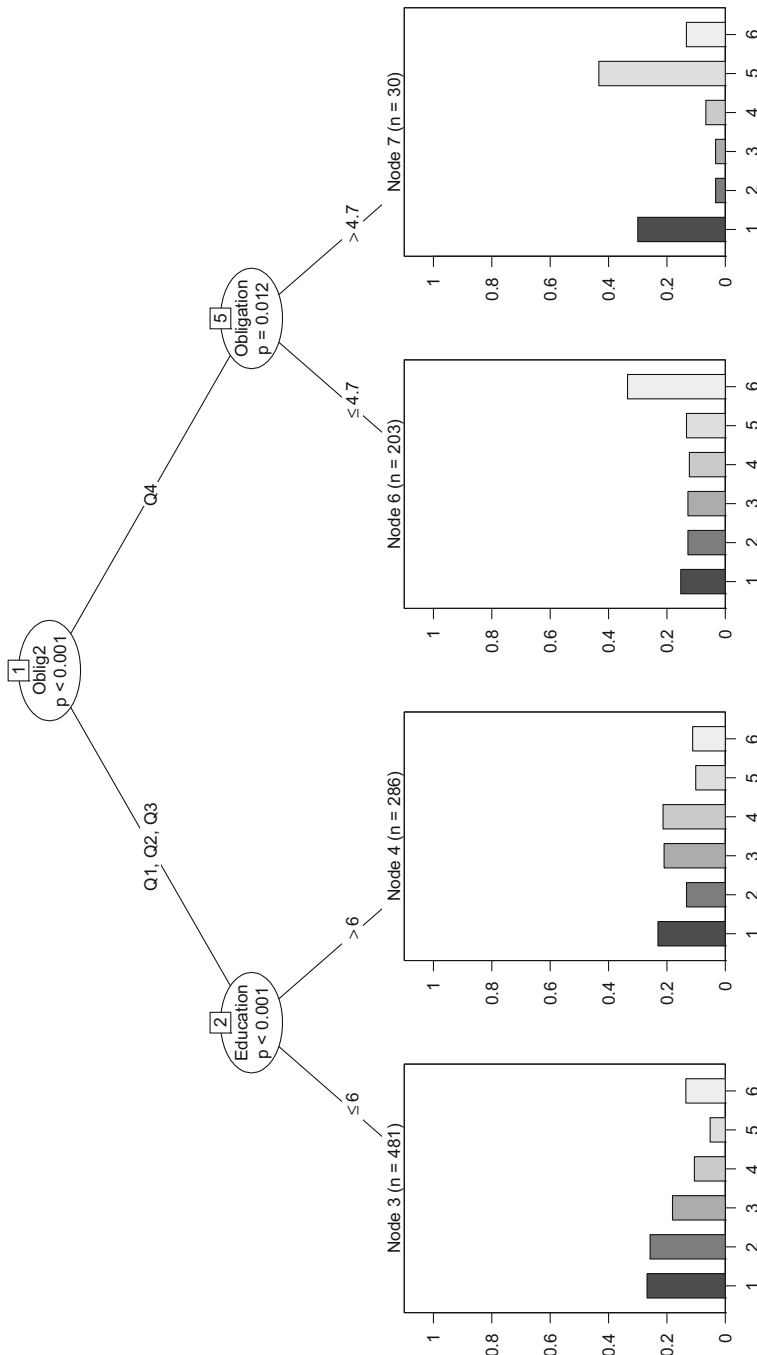 1
Oblig2
p < 0.001
Q1, Q2, Q3
Q4
2
Education
p < 0.001
≤ 6
> 6
5
Obligation
p = 0.012
≤ 4.7
> 4.7
Node 3 (n = 481)
1
0.8
0.6
0.4
0.2
0
1 2 3 4 5 6
Node 4 (n = 286)
1
0.8
0.6
0.4
0.2
0
1 2 3 4 5 6
Node 6 (n = 203)
1
0.8
0.6
0.4
0.2
0
1 2 3 4 5 6
Node 7 (n = 30)
1
0.8
0.6
0.4
0.2
0
1 2 3 4 5 6